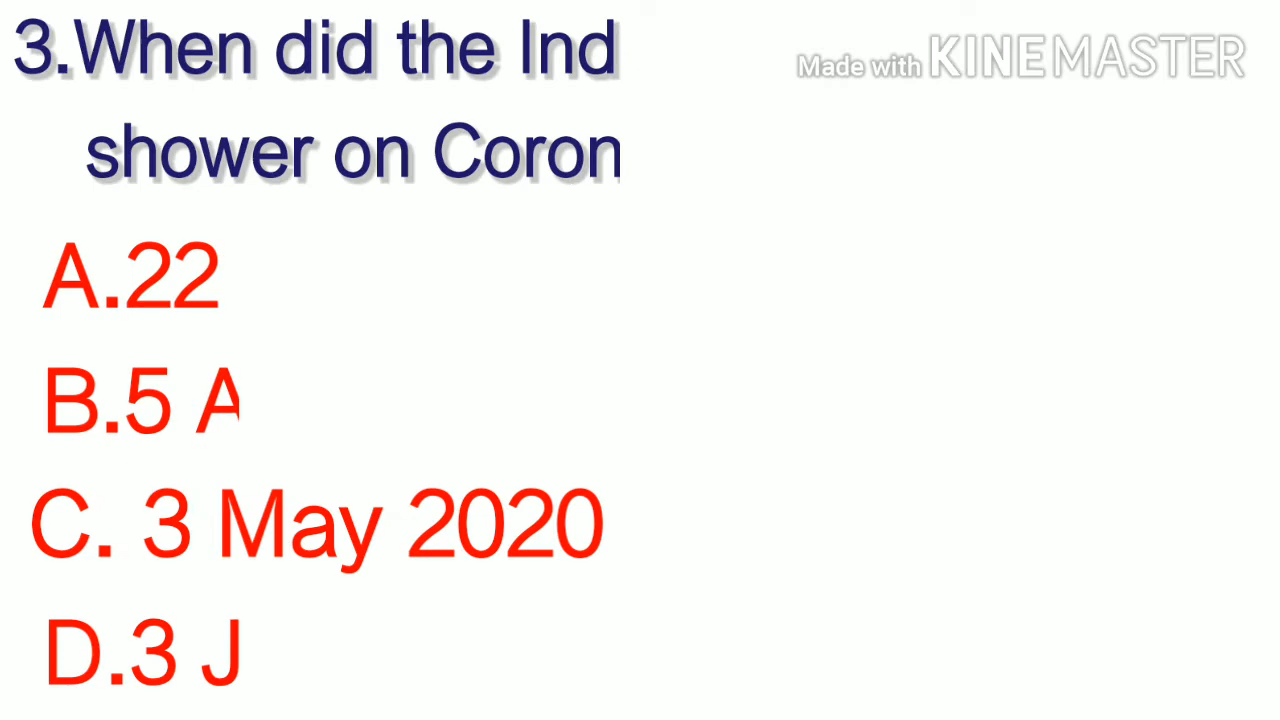 3.When did the Ind
Made with KINEMASTER
shower on Coron
A.22
B.5 A
C. 3 May 2020
D.3 J